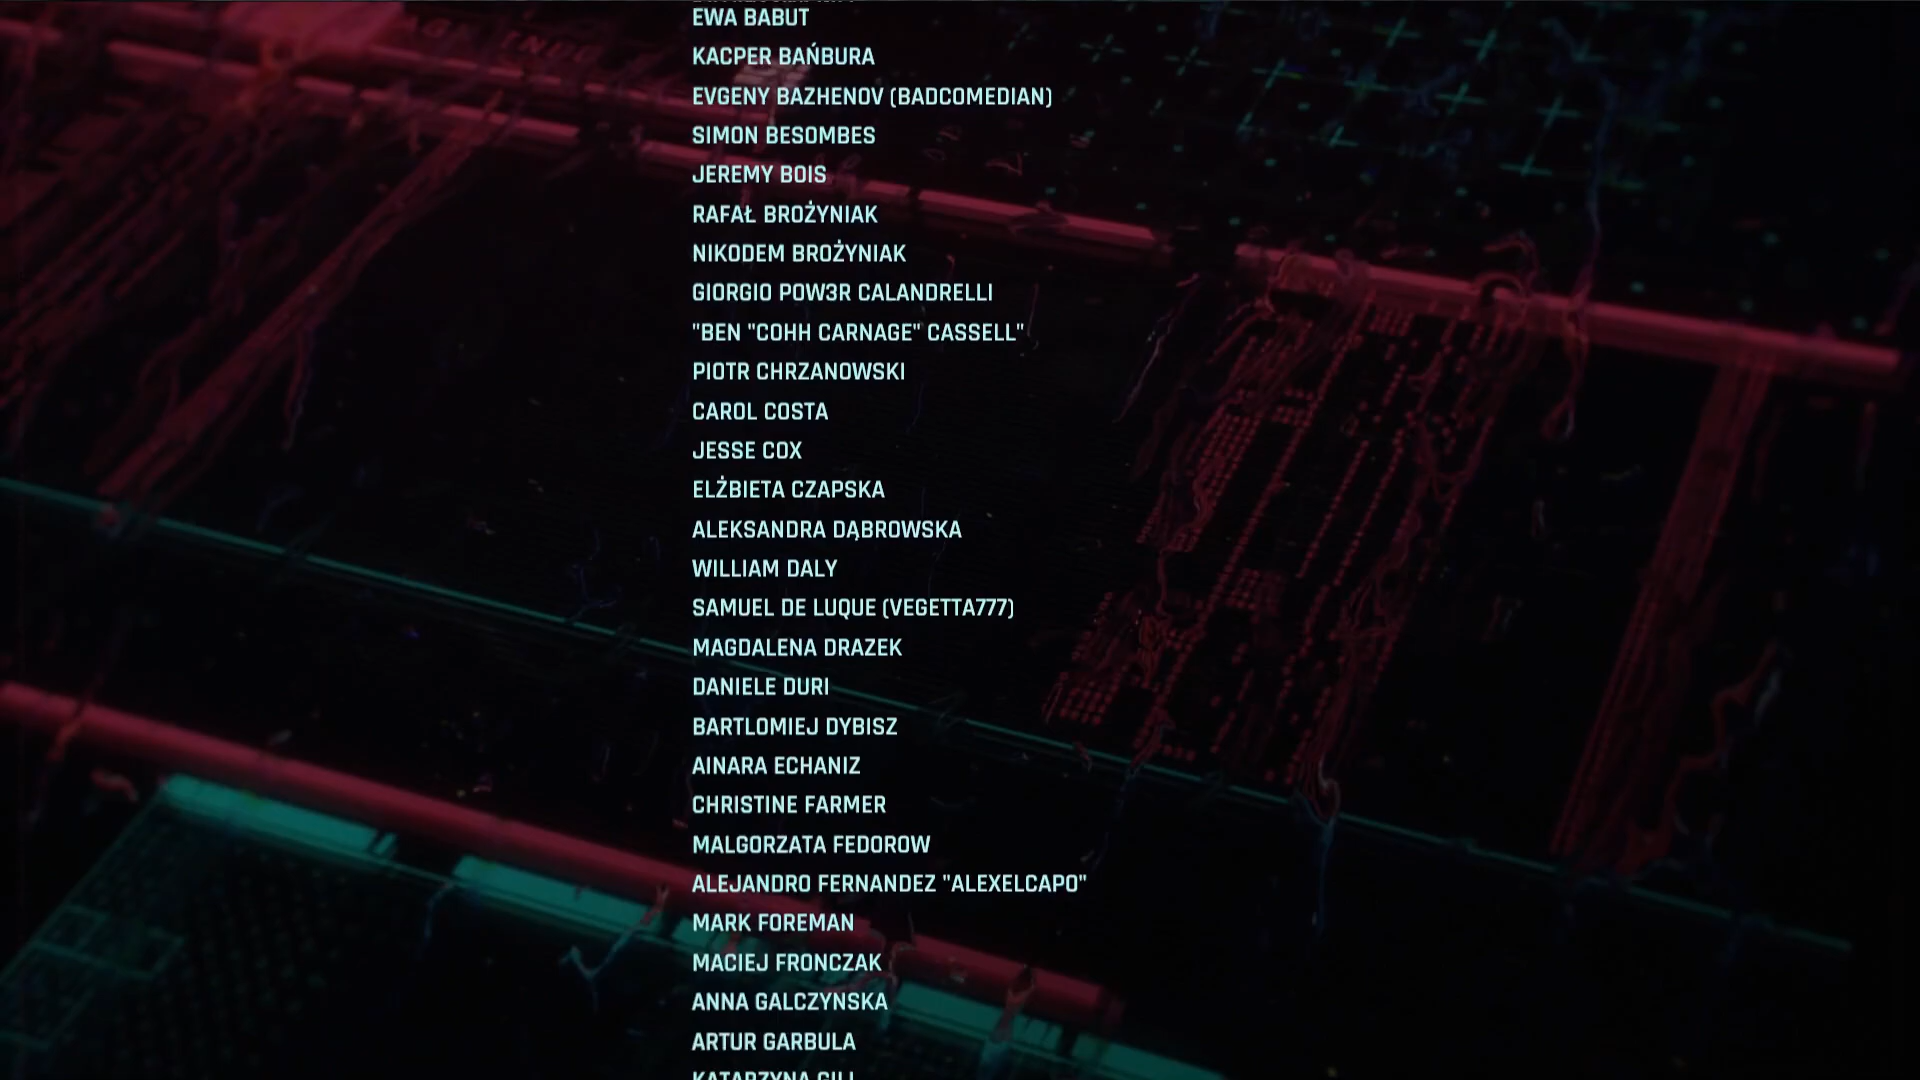 EWA BABUT
KACPER BAŃBURA
EVGENY BAZHENOV (BADCOMEDIAN)
SIMON BESOMBES
JEREMY BOIS
RAFAŁ BROŻYNIAK
NIKODEM BROŻYNIAK
GIORGIO POW3R CALANDRELLI
"BEN "COHH CARNAGE" CASSELL"
PIOTR CHRZANOWSKI
CAROL COSTA
JESSE COX
ELŻBIETA CZAPSKA
ALEKSANDRA DĄBROWSKA
WILLIAM DALY
SAMUEL DE LUQUE (VEGETTA777)
MAGDALENA DRAZEK
DANIELE DURI
BARTLOMIEJ DYBISZ
AINARA ECHANIZ
CHRISTINE FARMER
MALGORZATA FEDOROW
ALEJANDRO FERNANDEZ "ALEXELCAPO"
MARK FOREMAN
MACIEJ FRONCZAK
ANNA GALCZYNSKA
ARTUR GARBULA
KATARZYNA GILL